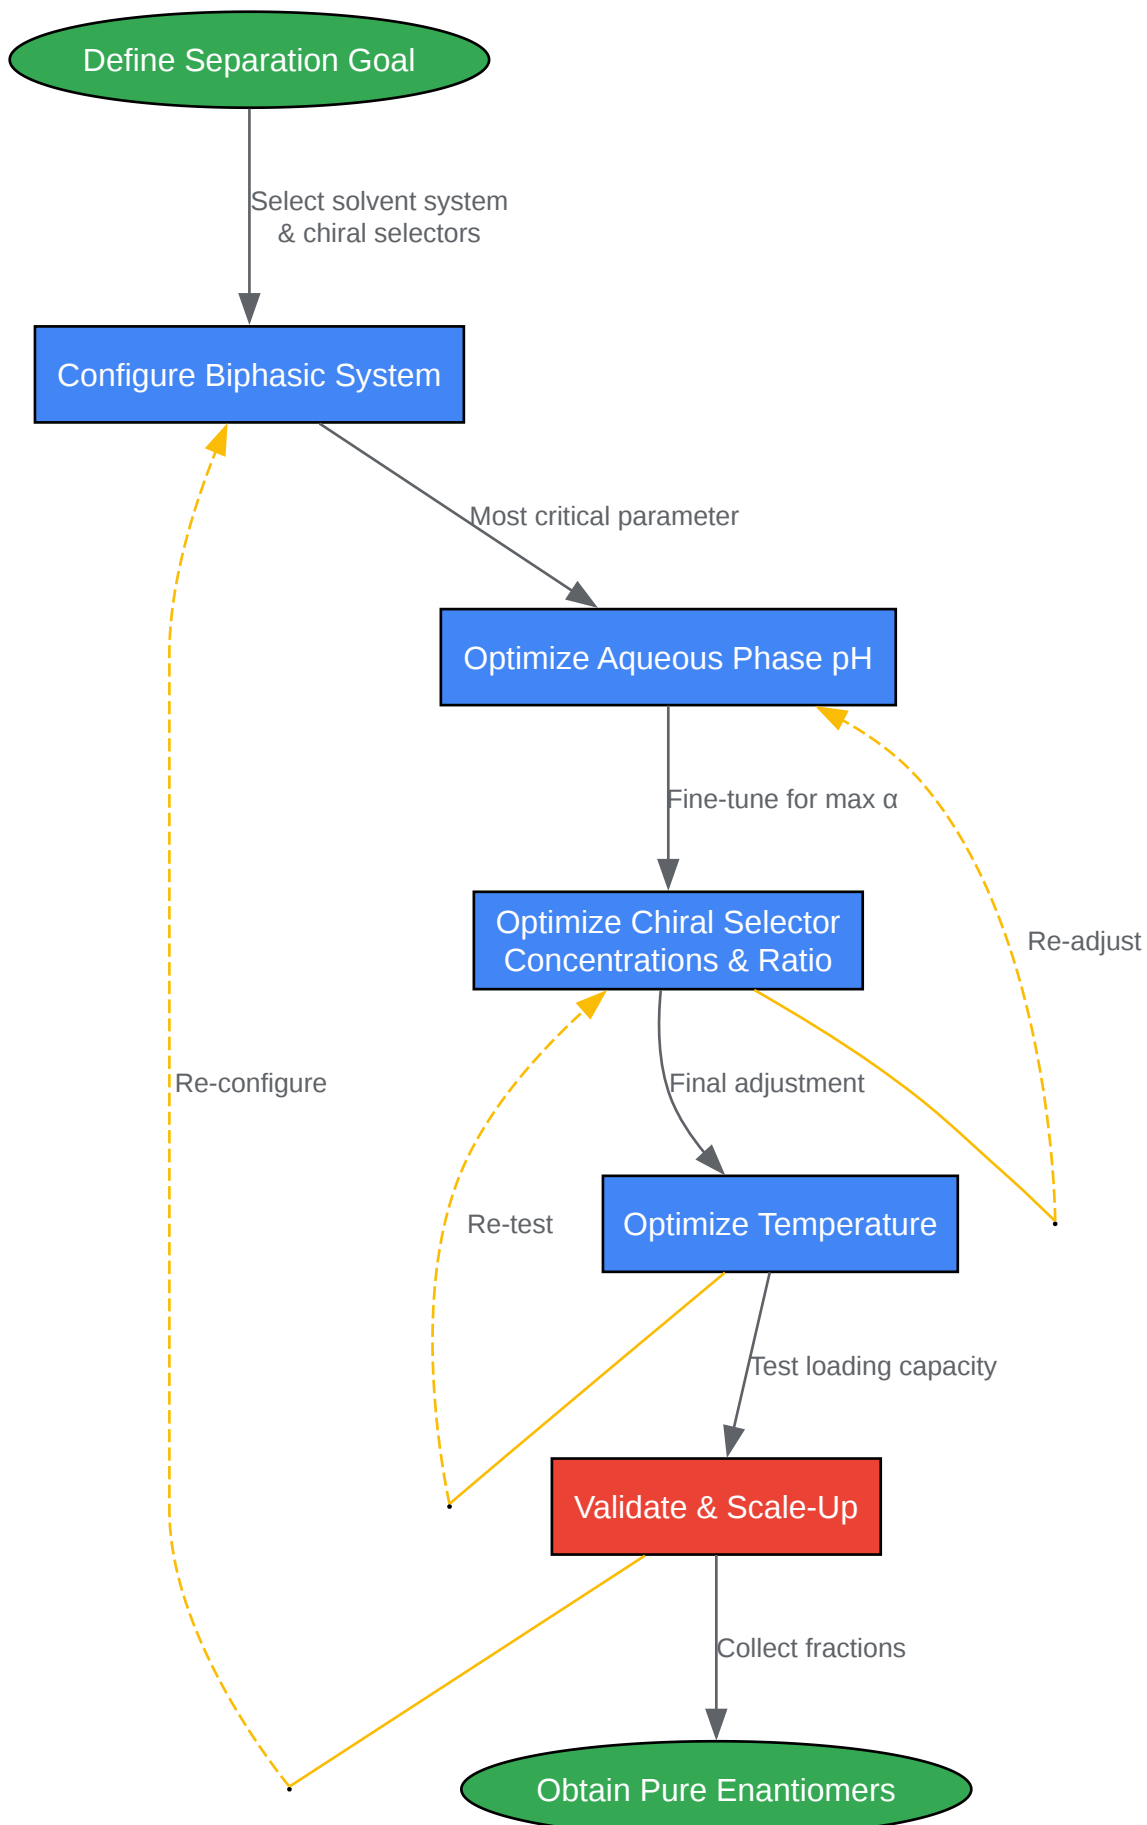 Define Separation Goal
Select solvent system
& chiral selectors
Configure Biphasic System
Most critical parameter
Optimize Aqueous Phase pH
Fine-tune for max α
Optimize Chiral Selector
Concentrations & Ratio
Re-adjust
Re-configure
Final adjustment
Optimize Temperature
Re-test
Test loading capacity
Validate & Scale-Up
Collect fractions
Obtain Pure Enantiomers